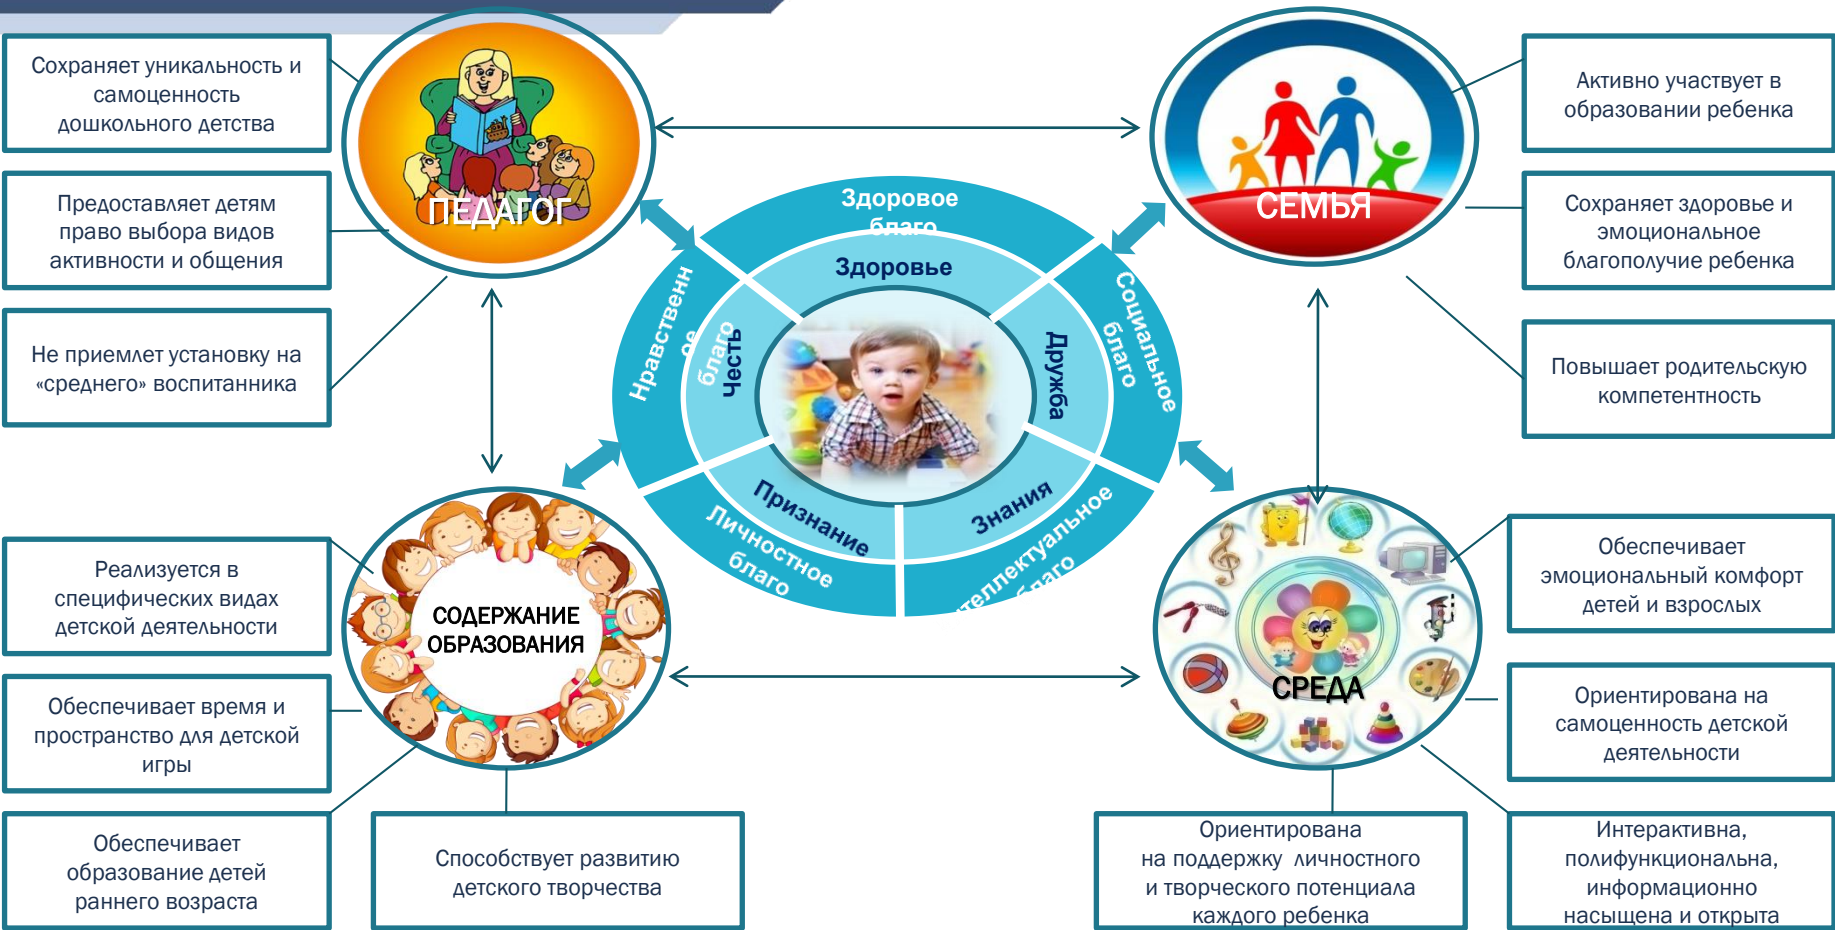 Сохраняет уникальность и
самоценность
дошкольного детства
Предоставляет детям
право выбора видов
активности и общения
Не приемлет установку на
«среднего» воспитанника
ПЕДАГОГ
СЕМЬЯ
Активно участвует в
образовании ребенка
Сохраняет здоровье и
эмоциональное
благополучие ребенка
Повышает родительскую
компетентность
Здоровое
благо
Здоровье
Нравственн
ое
благо
Честь
Социальное
благо
Дружба
Признание
Личностное
благо
Знания
теллектуальное
благо
СОДЕРЖАНИЕ
ОБРАЗОВАНИЯ
СРЕДА
Реализуется в
специфических видах
детской деятельности
Обеспечивает время и
пространство для детской
игры
Обеспечивает
образование детей
раннего возраста
Способствует развитию
детского творчества
Обеспечивает
эмоциональный комфорт
детей и взрослых
Ориентирована на
самоценность детской
деятельности
Ориентирована
на поддержку личностного
и творческого потенциала
каждого ребенка
Интерактивна,
полифункциональна,
информационно
насыщена и открыта